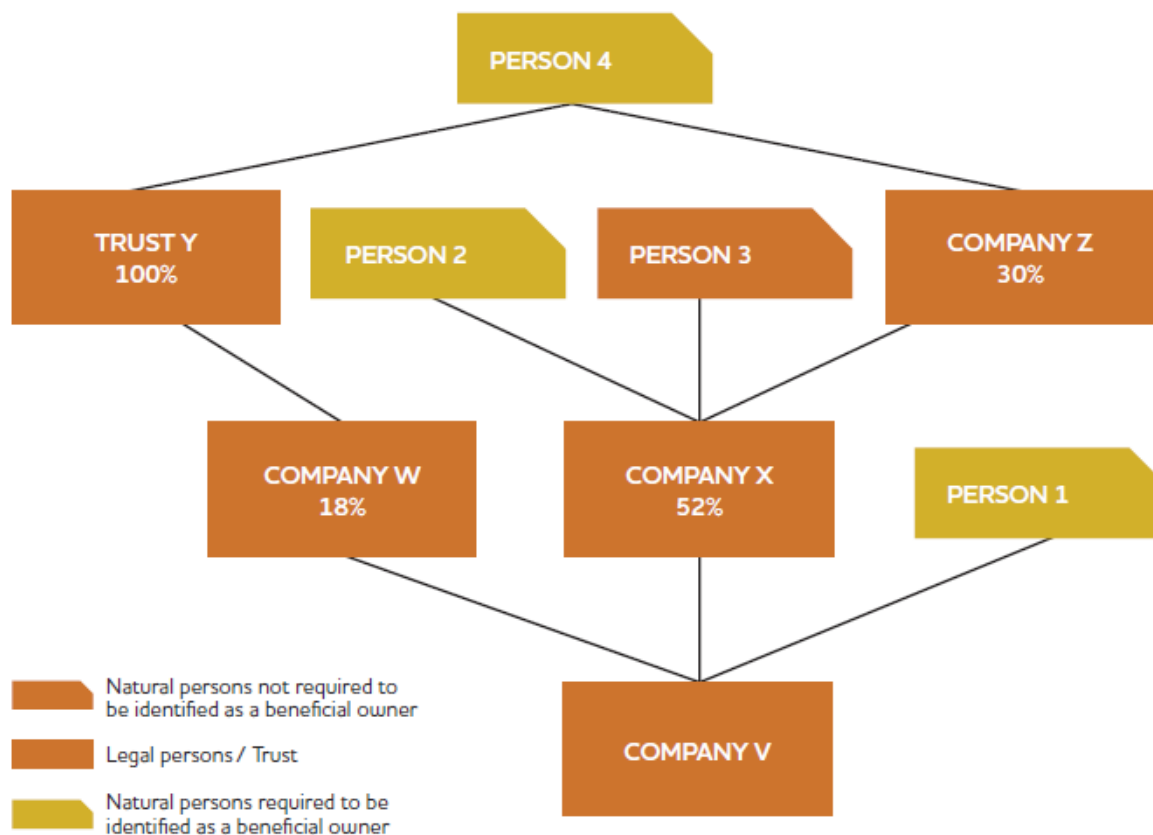 PERSON 4
TRUST Y
100%
PERSON 2
PERSON 3
COMPANY Z
30%
COMPANY W
18%
COMPANY X
52%
PERSON 1
COMPANY V
Natural persons not required to
be identified as a beneficial owner
Legal persons / Trust
Natural persons required to be
identified as a beneficial owner